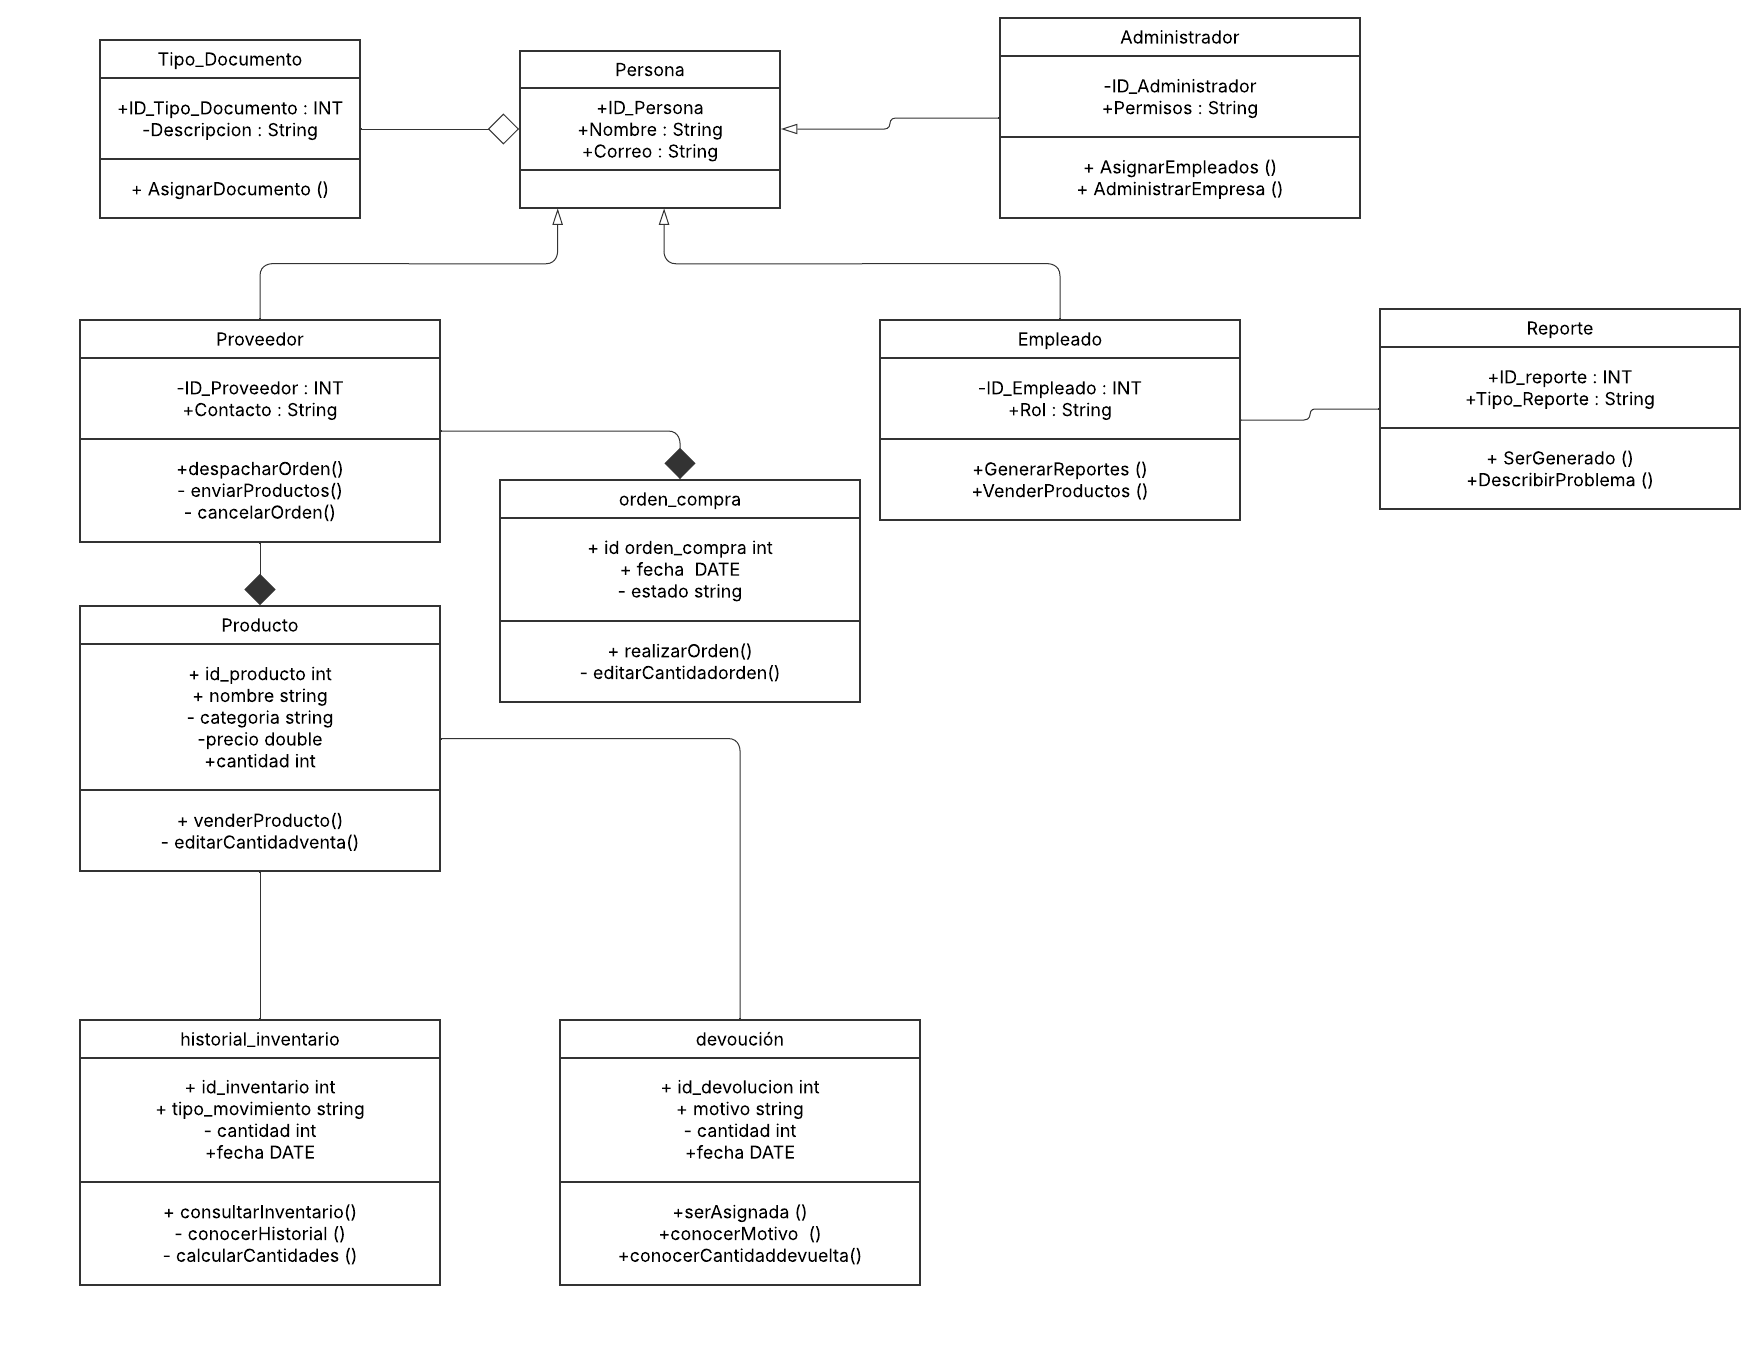 Tipo_Documento
+ID_Tipo_Documento : INT
-Descripcion : String
+ AsignarDocumento ()
Persona
+ID_Persona
+Nombre : String
+Correo : String
Administrador
-ID_Administrador
+Permisos : String
+ AsignarEmpleados ()
+ AdministrarEmpresa ()
Proveedor
-ID_Proveedor : INT
+Contacto : String
+despacharOrden()
- enviarProductos()
- cancelarOrden()
orden_compra
+ id orden_compra int
+ fecha  DATE
- estado string
+ realizarOrden()
- editarCantidadorden()
Empleado
-ID_Empleado : INT
+Rol : String
+GenerarReportes ()
+VenderProductos ()
Reporte
+ID_reporte : INT
+Tipo_Reporte : String
+ SerGenerado ()
+DescribirProblema ()
Producto
+ id_producto int
+ nombre string
- categoria string
-precio double
+cantidad int
+ venderProducto()
- editarCantidadventa()
historial_inventario
+ id_inventario int
+ tipo_movimiento string
- cantidad int
+fecha DATE
+ consultarInventario()
- conocerHistorial ()
- calcularCantidades ()
devoución
+ id_devolucion int
+ motivo string
- cantidad int
+fecha DATE
+serAsignada ()
+conocerMotivo  ()
+conocerCantidaddevuelta()